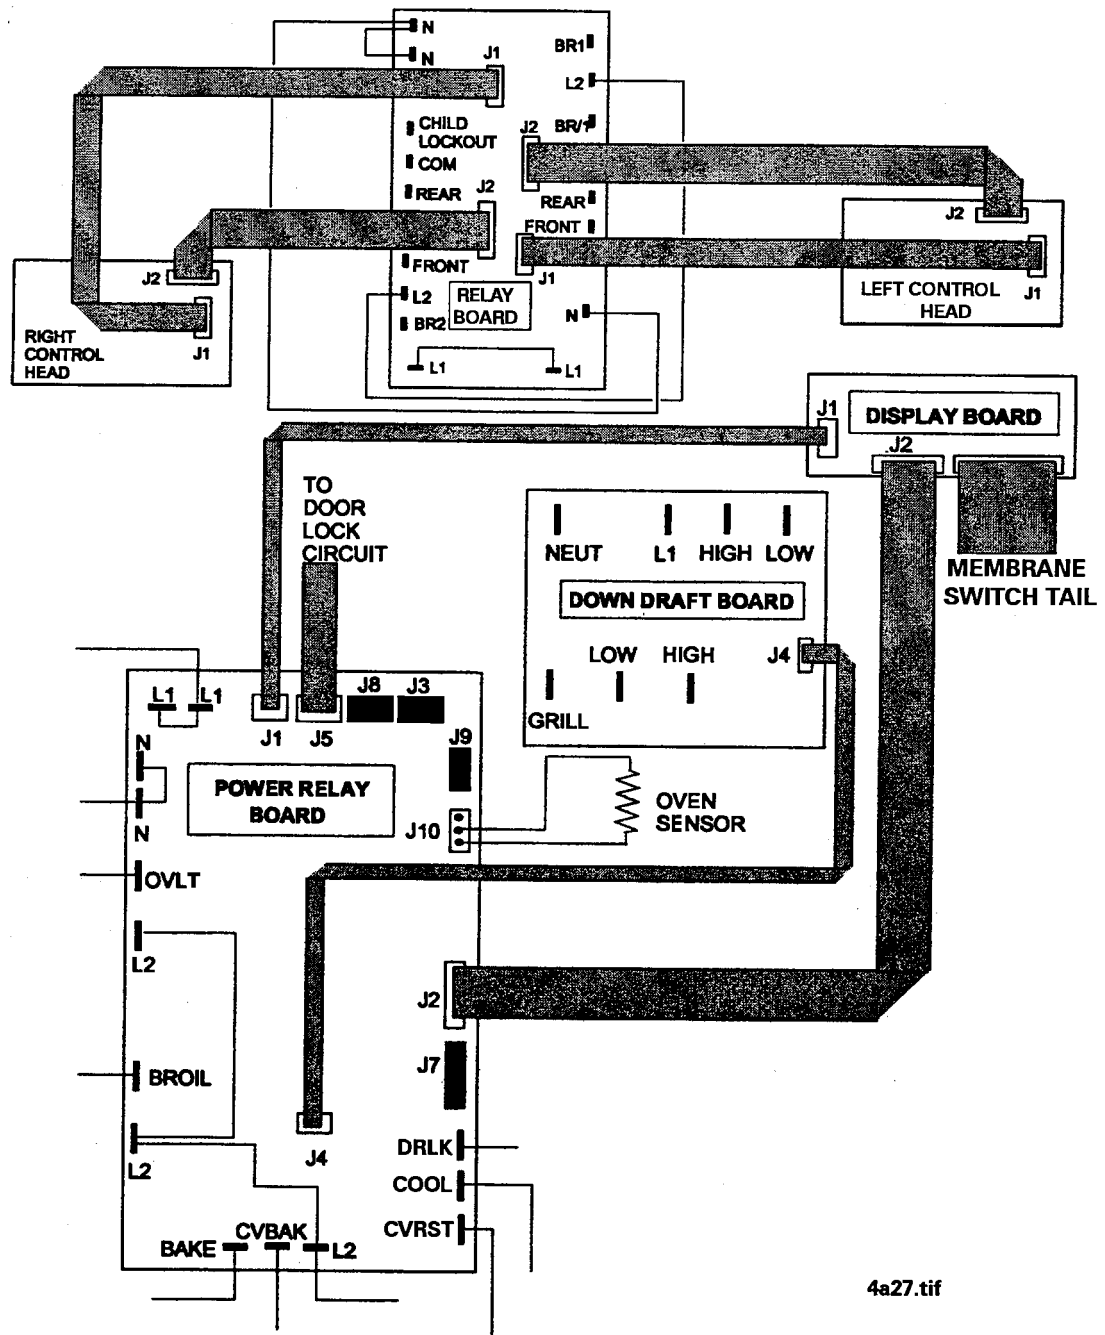 N
N
J1
BR1
L2
CHILD
LOCKOUT
J2
BR/1
COM
REAR
J2
REAR
FRONT
J2
J2
FRONT
J1
L2
RELAY
BOARD
N
BR2
L1
L1
LEFT CONTROL
HEAD
J1
RIGHT
CONTROL
HEAD
J1
J1
DISPLAY BOARD
J2
TO
DOOR
LOCK
CIRCUIT
NEUT
L1
HIGH
LOW
MEMBRANE
SWITCH TAIL
DOWN DRAFT BOARD
LOW
HIGH
J4
GRILL
L1
L1
J8
J3
J1
J5
N
J9
POWER RELAY
BOARD
N
J10
OVEN
SENSOR
OVLT
L2
J2
J7
BROIL
L2
J4
DRLK
COOL
CVRST
BAKE
CVBAK
L2
4a27.tif